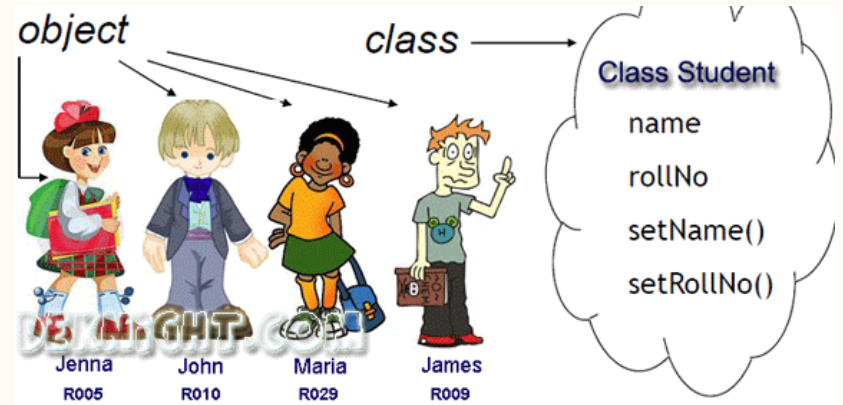 object
class
Class Student
name
rollNo
setName()
setRollNo()
Jenna John Maria James
R005 R010 R029 R009
H